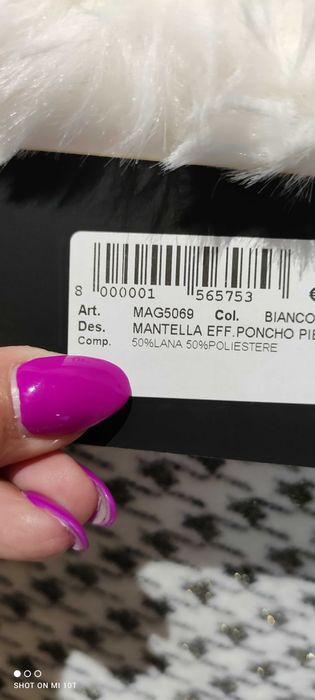 8 000001 565753
Art. MAG5069 Col. BIANCO
Des. MANTELLA EFF.PONCHO PIE
Comp. 50%LANA 50%POLIESTERE
SHOT ON MI 10T